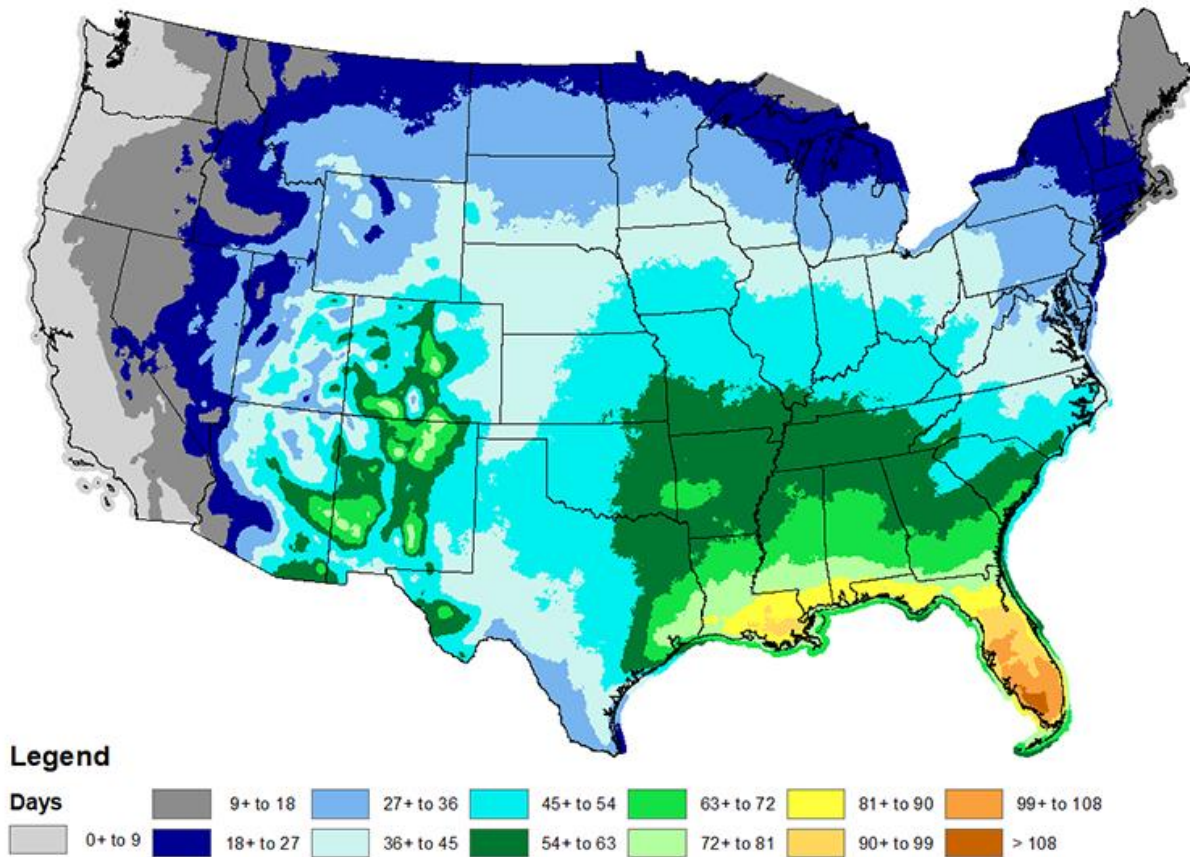 Legend
Days
9+ to 18 27+ to 36 45+ to 54 63+ to 72 81+ to 90 99+ to 108
0+ to 9 18+ to 27 36+ to 45 54+ to 63 72+ to 81 90+ to 99 > 108